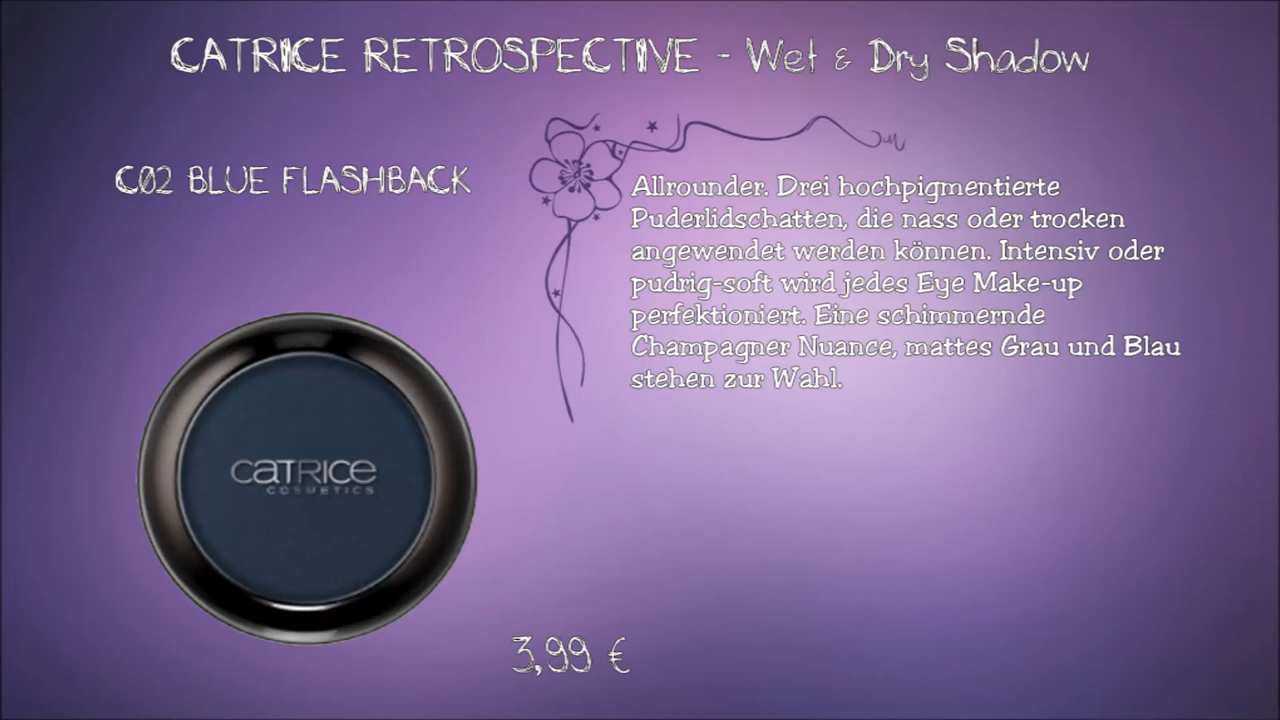 CATRICE RETROSPECTIVE - Wet & Dry Shadow
C02 BLUE FLASHBACK
Allrounder. Drei hochpigmentierte
Puderlidschatten, die nass oder trocken
angewendet werden können. Intensiv oder
pudrig-soft wird jedes Eye Make-up
perfektioniert. Eine schimmernde
Champagner Nuance, mattes Grau und Blau
stehen zur Wahl.
CATRICE
COSMETICS
3,99 €